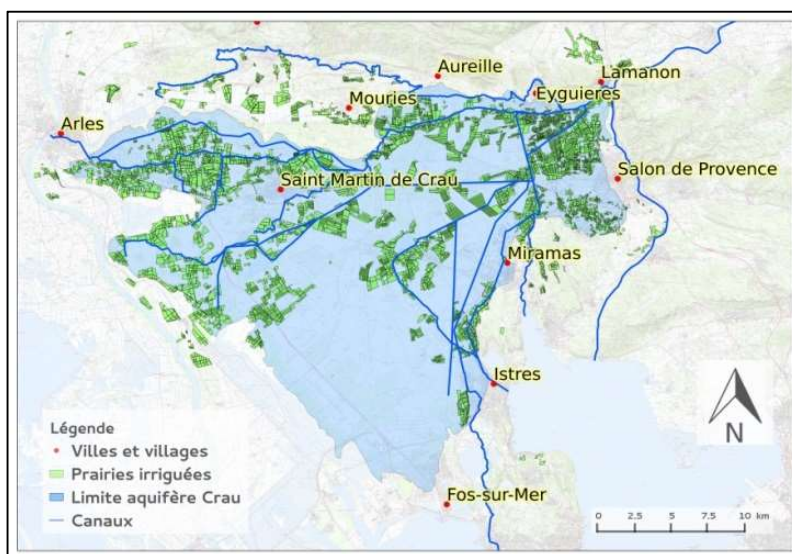 Aureille
Lamanon
Eyguieres
Mouries
Arles
Salon de Provence
Saint Martin de Crau
Miramas
Istres
N
Légende
Villes et villages
Prairies irriguées
Limite aquifère Crau
Canaux
Fos-sur-Mer
0 2.5 5 7.5 10 km